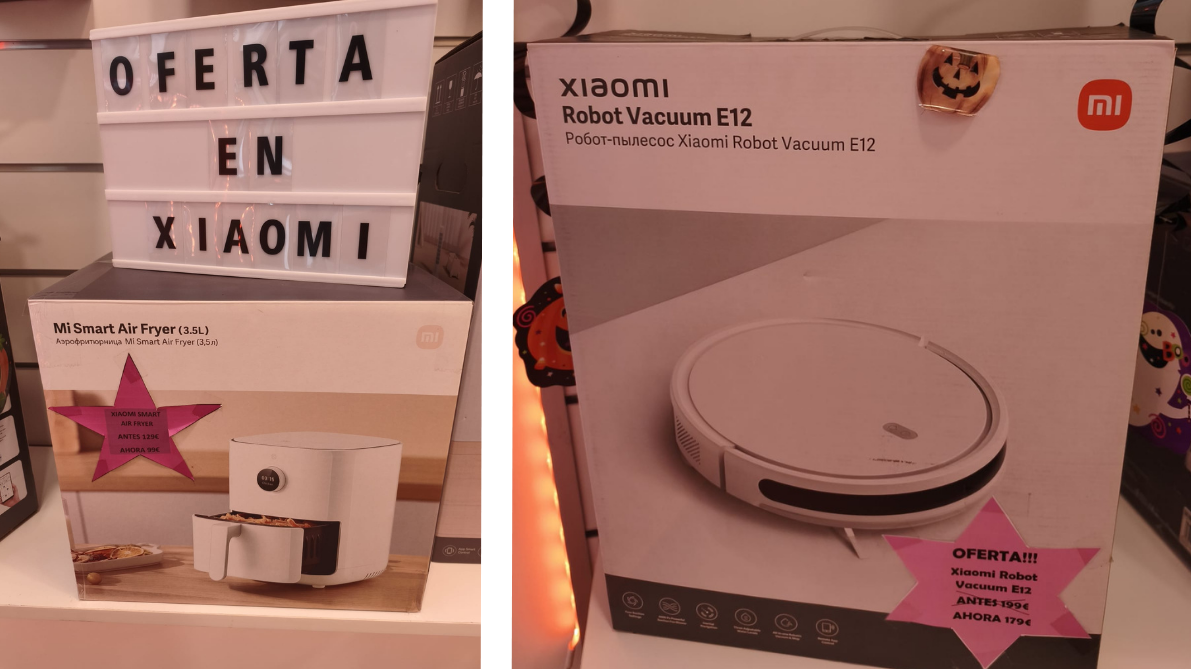 OFERTA
EN
XIAOMI
Mi Smart Air Fryer (3.5L)
Аэрофритюрница Mi Smart Air Fryer (3,5л)
mi
XIAOMI SMART
AIR FRYER
ANTES 129€
AHORA 99€
xiaomi
Robot Vacuum E12
Робот-пылесос Xiaomi Robot Vacuum E12
mi
OFERTA!!!
Xiaomi Robot
Vacuum E12
ANTES 199€
AHORA 179€